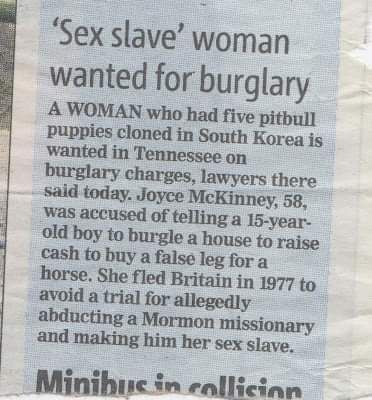 ‘Sex slave’ woman
wanted for burglary
A WOMAN who had five pitbull
puppies cloned in South Korea is
wanted in Tennessee on
burglary charges, lawyers there
said today. Joyce McKinney, 58,
was accused of telling a 15-year-
old boy to burgle a house to raise
cash to buy a false leg for a
horse. She fled Britain in 1977 to
avoid a trial for allegedly
abducting a Mormon missionary
and making him her sex slave.
Minibus in collision